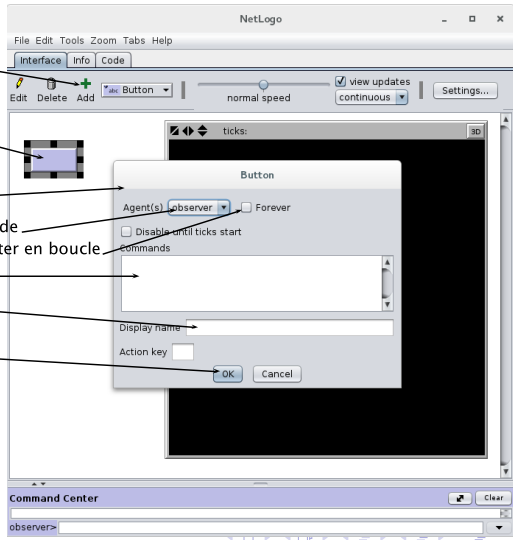 NetLogo
File Edit Tools Zoom Tabs Help
Interface Info Code
Edit Delete Add abc Button normal speed view updates continuous Settings...
ticks: 3D
Button
Agent(s) observer Forever
de
Disable until ticks start
ter en boucle
Commands
Display name
Action key
OK Cancel
Command Center Clear
observer>